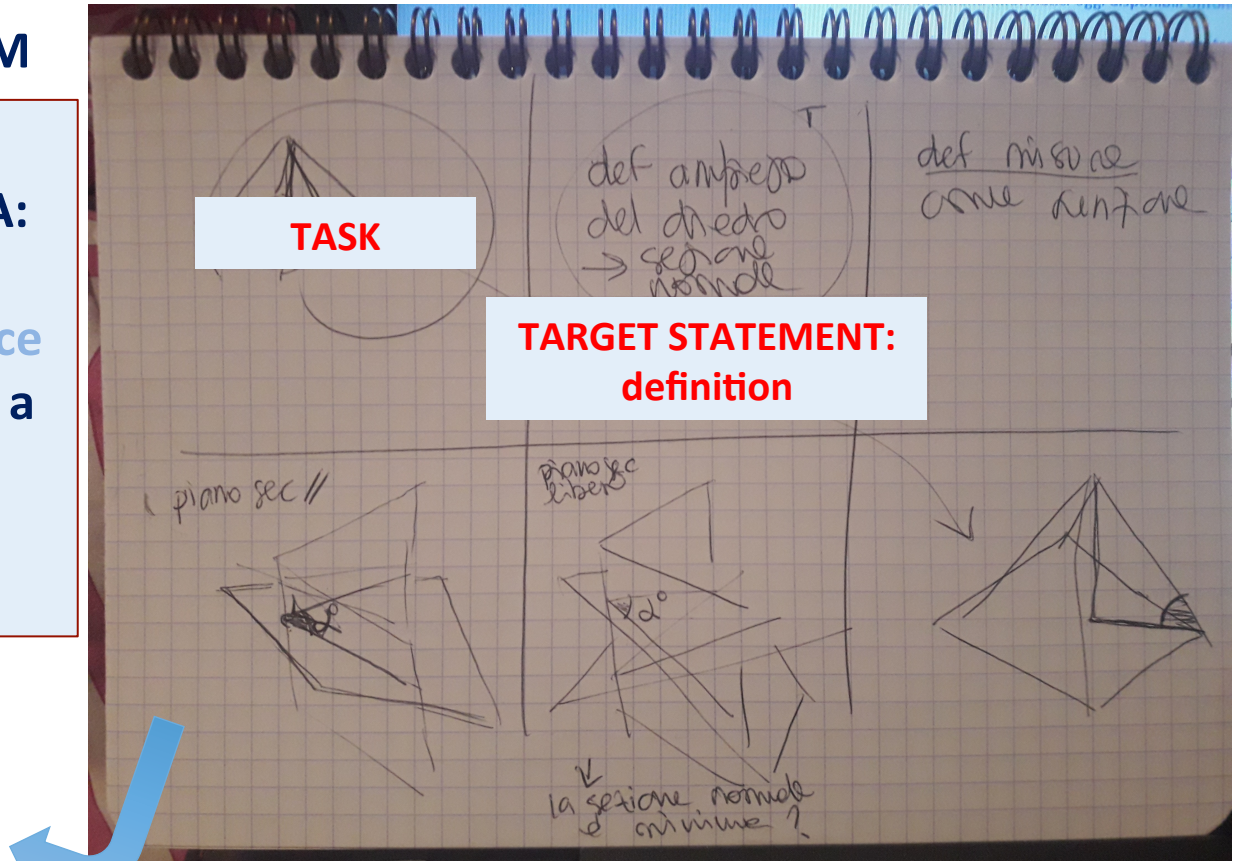 M
A:
ce
a
TASK
def ampiezza
del diedro
→ sezione
normale
T
def misura
come funzione
TARGET STATEMENT:
definition
piano sec //
α°
piano sec
libero
α°
la sezione normale
è minima ?